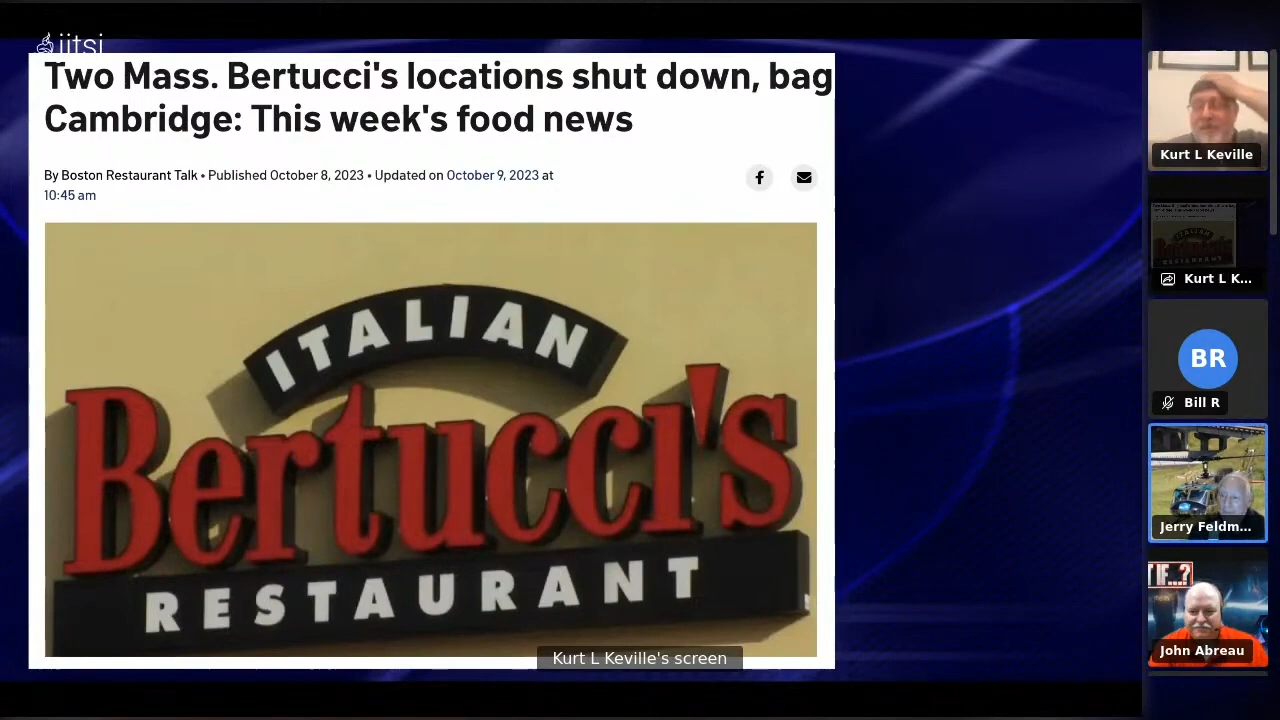 jitsi
Two Mass. Bertucci's locations shut down, bag
Cambridge: This week's food news
By Boston Restaurant Talk • Published October 8, 2023 • Updated on October 9, 2023 at
10:45 am
ITALIAN
Bertucci's
RESTAURANT
Kurt L Keville's screen
Kurt L Keville
Kurt L K...
BR
Bill R
Jerry Feldm...
IF..?
John Abreau